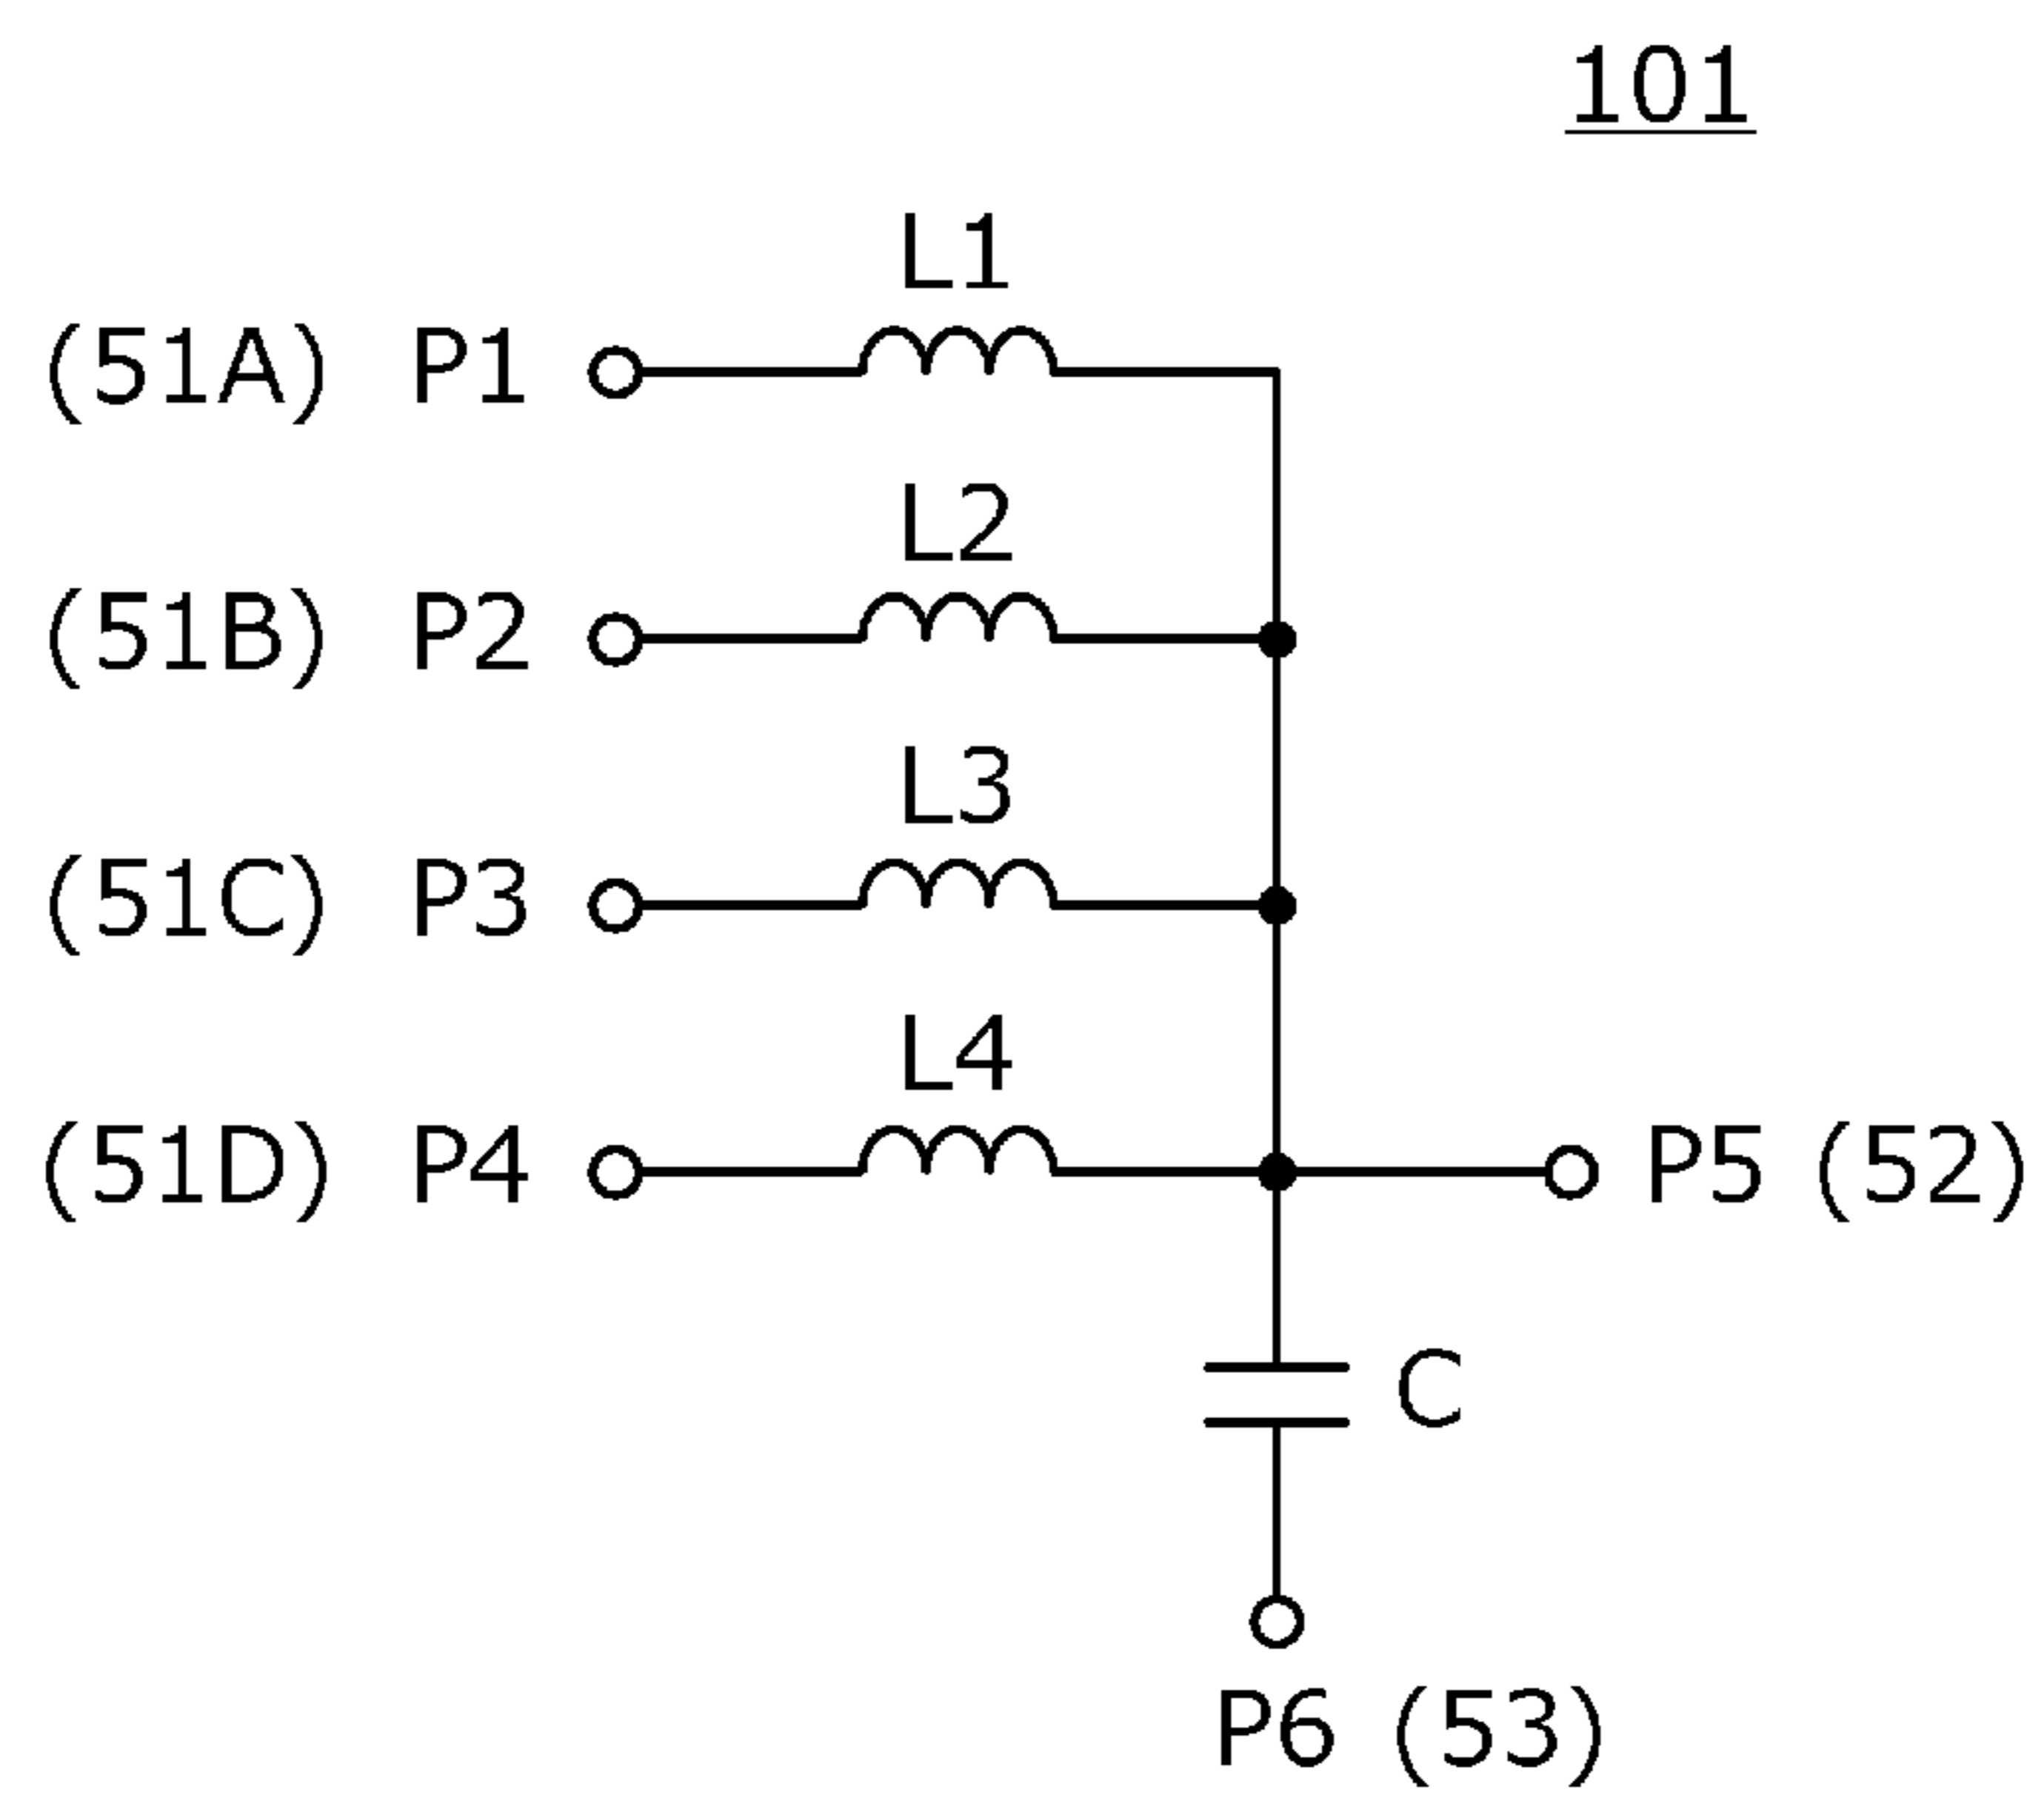 101
L1
(51A) P1
L2
(51B) P2
L3
(51C) P3
L4
(51D) P4
P5 (52)
C
P6 (53)